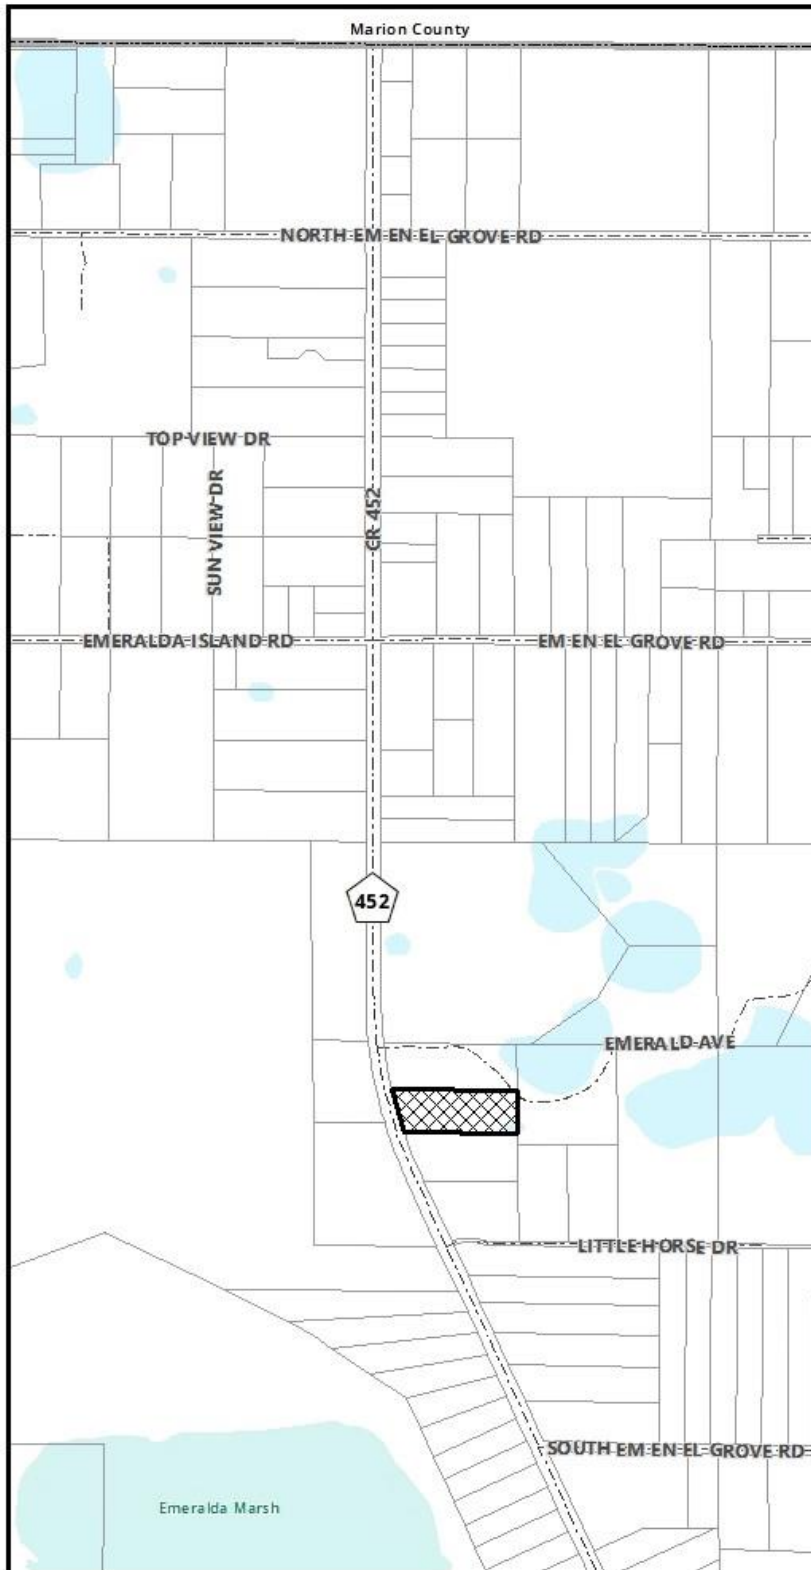 Marion County
NORTH EM EN EL GROVE RD
TOP VIEW DR
SUN VIEW DR
CR 452
EMERALDA ISLAND RD
EM EN EL GROVE RD
452
EMERALD AVE
LITTLE HORSE DR
SOUTH EM EN EL GROVE RD
Emeralda Marsh